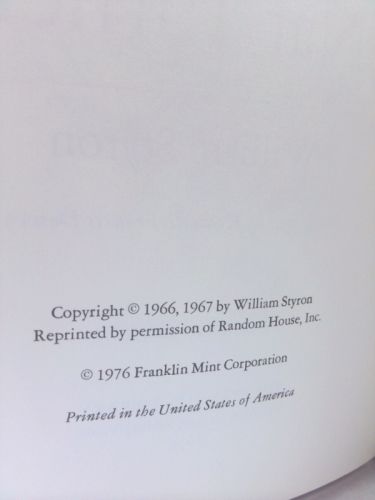 Copyright © 1966, 1967 by William Styron
Reprinted by permission of Random House, Inc.
© 1976 Franklin Mint Corporation
Printed in the United States of America